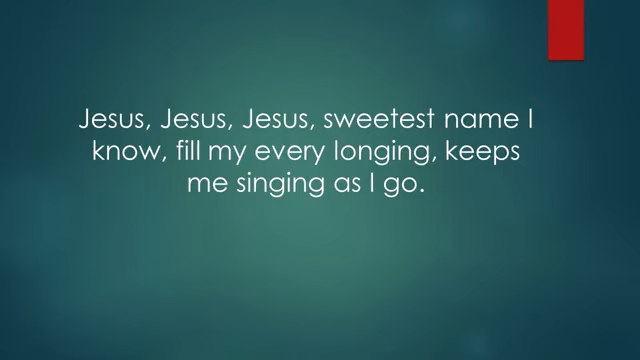 Jesus, Jesus, Jesus, sweetest name I
know, fill my every longing, keeps
me singing as I go.